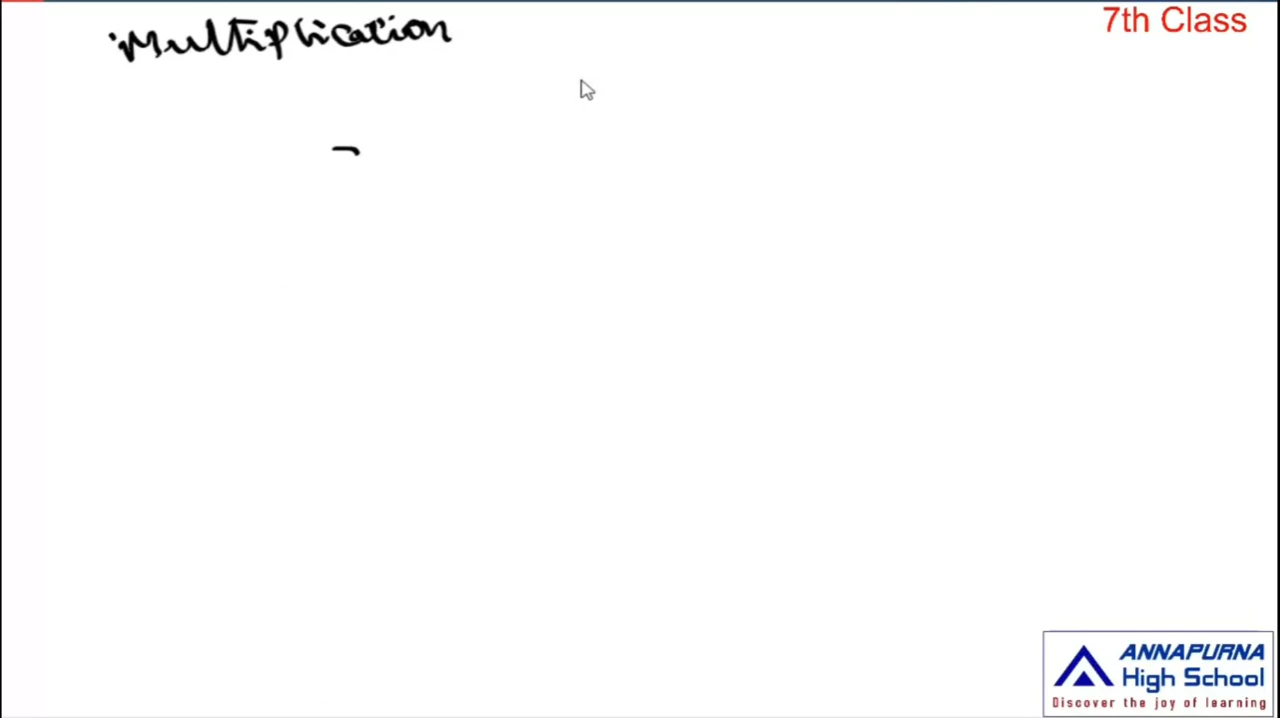 Multiplication
7th Class
ANNAPURNA
High School
Discover the joy of learning